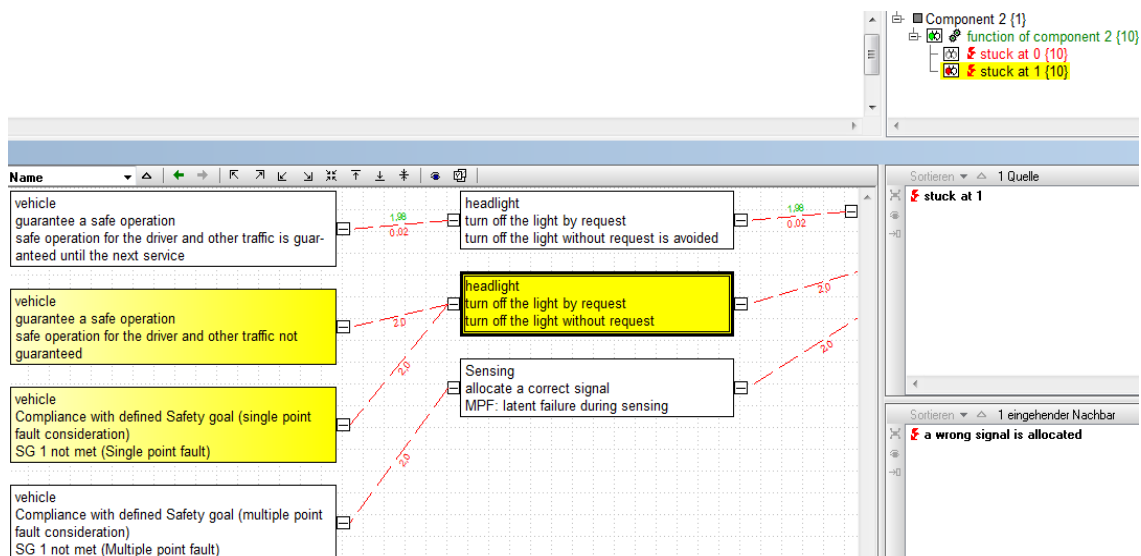 Component 2 {1}
function of component 2 {10}
stuck at 0 {10}
stuck at 1 {10}
Name
vehicle
guarantee a safe operation
safe operation for the driver and other traffic is guar-
anteed until the next service
1,98
0.02
headlight
turn off the light by request
turn off the light without request is avoided
1,98
0.02
vehicle
guarantee a safe operation
safe operation for the driver and other traffic not
guaranteed
2,0
headlight
turn off the light by request
turn off the light without request
2,0
vehicle
Compliance with defined Safety goal (single point
fault consideration)
SG 1 not met (Single point fault)
2,0
Sensing
allocate a correct signal
MPF: latent failure during sensing
2,0
vehicle
Compliance with defined Safety goal (multiple point
fault consideration)
SG 1 not met (Multiple point fault)
2,0
Sortieren 1 Quelle
stuck at 1
Sortieren 1 eingehender Nachbar
a wrong signal is allocated